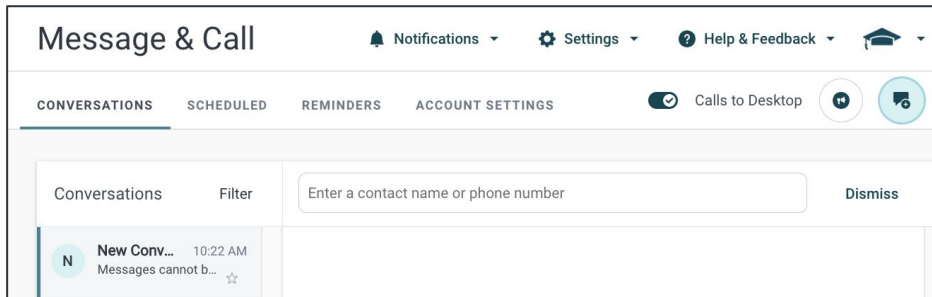 Message & Call
Notifications
Settings
Help & Feedback
CONVERSATIONS
SCHEDULED
REMINDERS
ACCOUNT SETTINGS
Calls to Desktop
Conversations
Filter
Enter a contact name or phone number
Dismiss
N
New Conv...
10:22 AM
Messages cannot b...